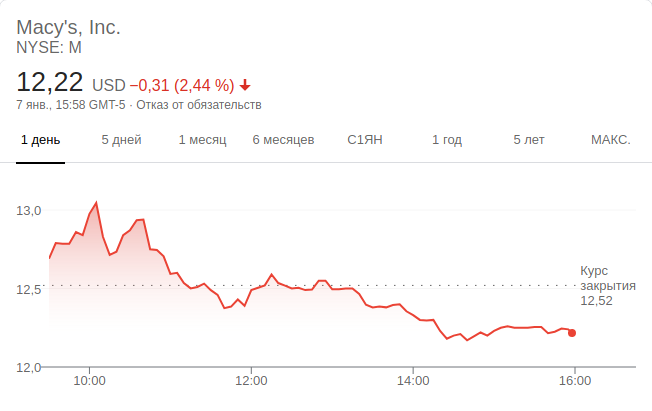 Macy's, Inc.
NYSE: M
12,22 USD −0,31 (2,44 %)
7 янв., 15:58 GMT-5 · Отказ от обязательств
1 день 5 дней 1 месяц 6 месяцев С1ЯН 1 год 5 лет МАКС.
13,0
12,5
12,0
Курс
закрытия
12,52
10:00 12:00 14:00 16:00